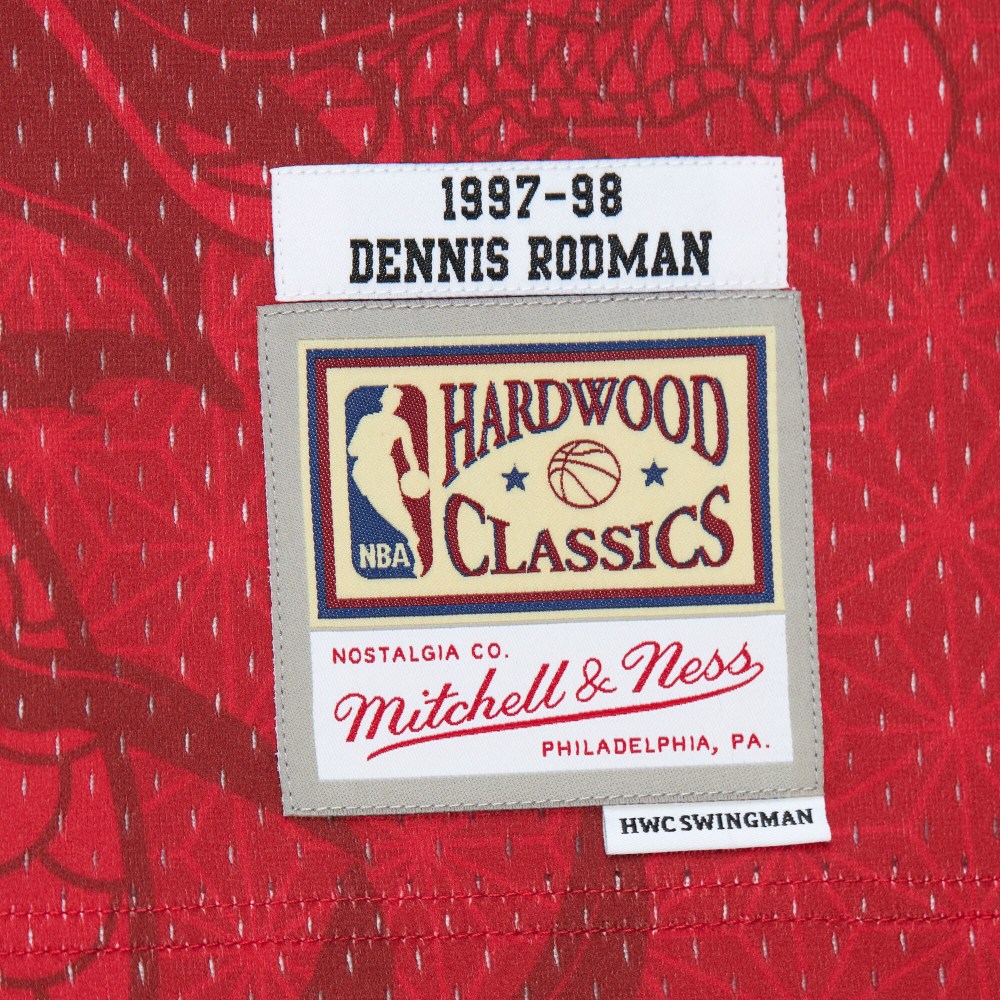 1997-98
DENNIS RODMAN
HARDWOOD
CLASSICS
NBA
NOSTALGIA CO.
Mitchell & Ness
PHILADELPHIA, PA.
HWC SWINGMAN